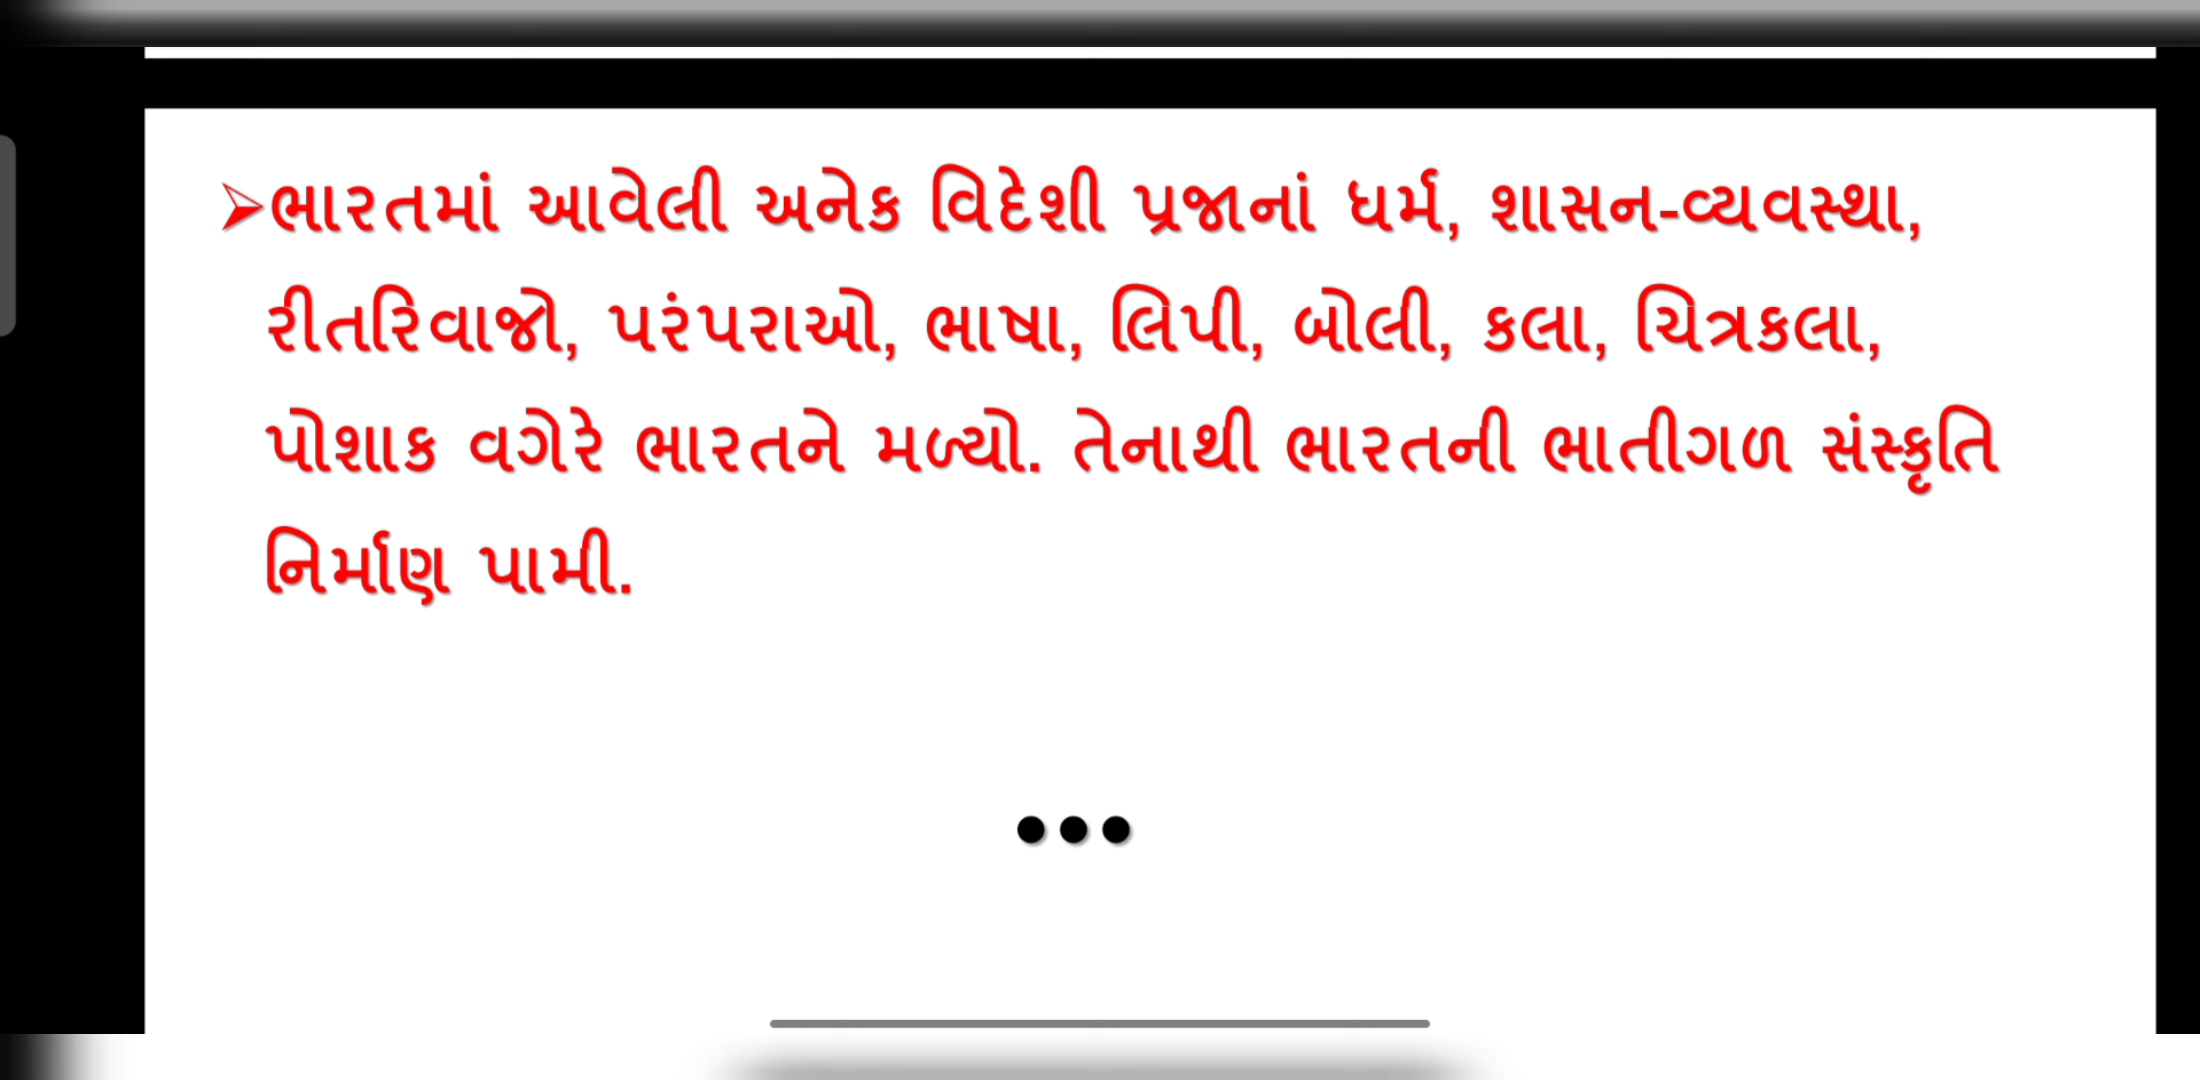 ➢ભારતમાં આવેલી અનેક વિદેશી પ્રજાનાં ધર્મ, શાસન-વ્યવસ્થા,
રીતરિવાજો, પરંપરાઓ, ભાષા, લિપી, બોલી, કલા, ચિત્રકલા,
પોશાક વગેરે ભારતને મળ્યો. તેનાથી ભારતની ભાતીગળ સંસ્કૃતિ
નિર્માણ પામી.
●●●